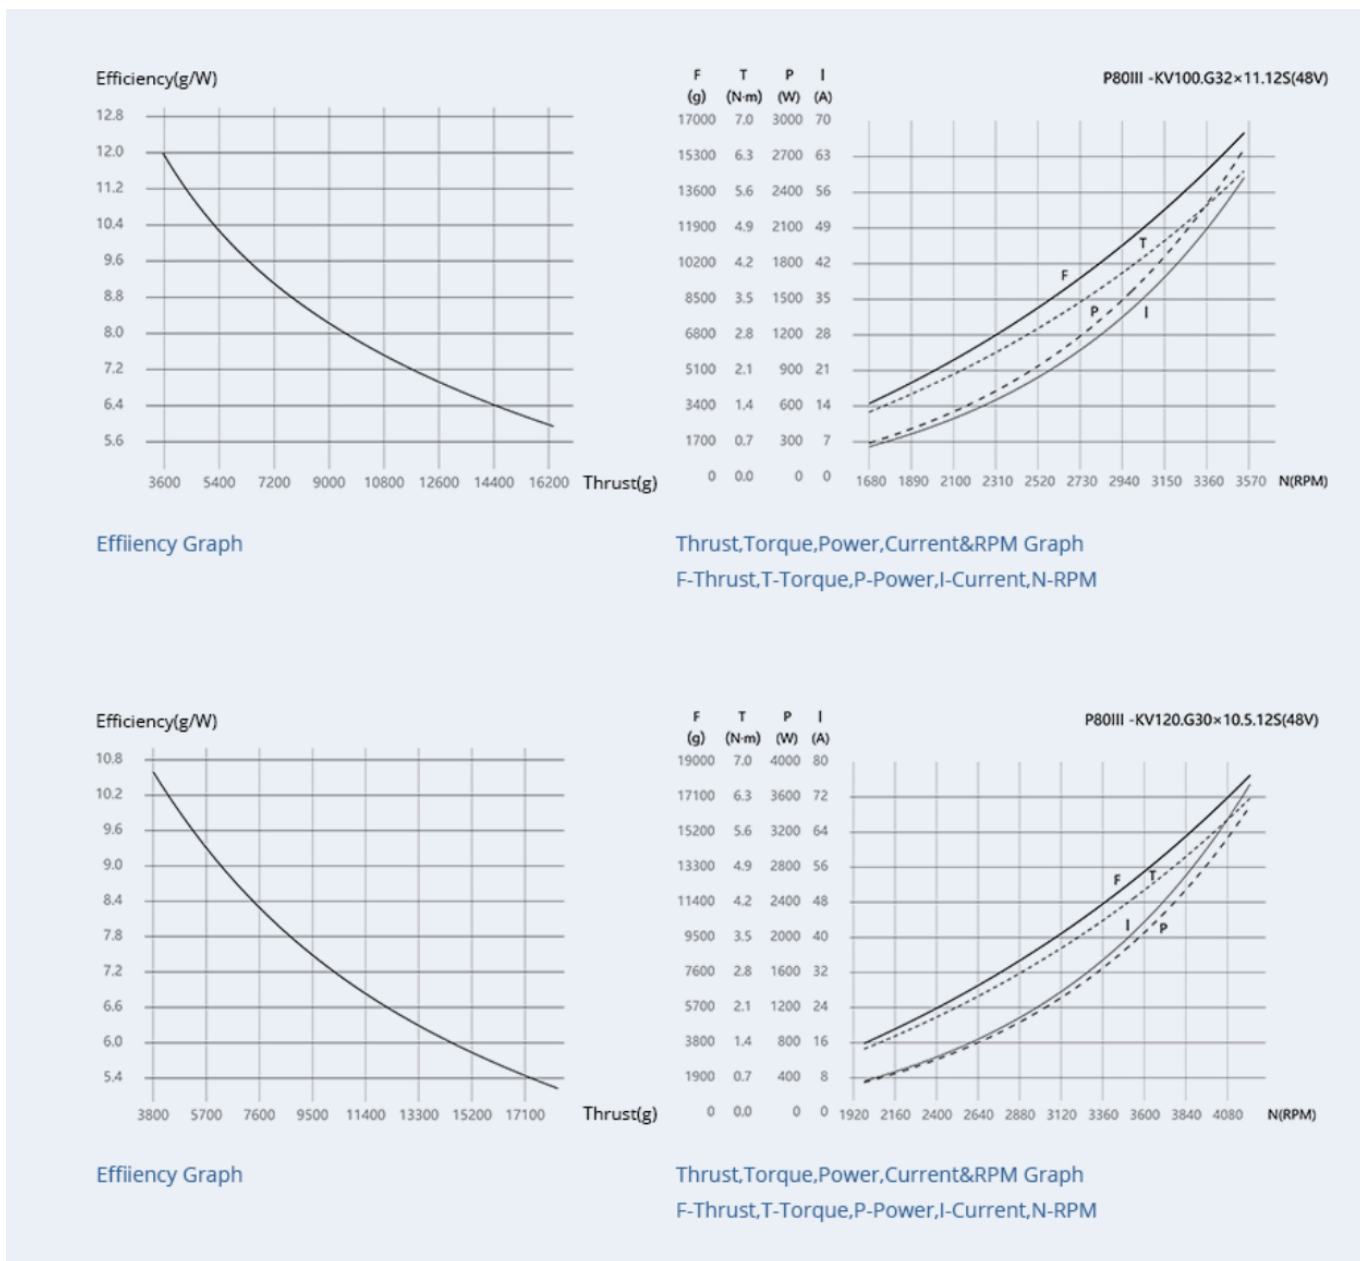 Efficiency(g/W)
12.8
12.0
11.2
10.4
9.6
8.8
8.0
7.2
6.4
5.6
3600 5400 7200 9000 10800 12600 14400 16200 Thrust(g)
Effiiency Graph
F T P I P80III -KV100.G32×11.12S(48V)
(g) (N·m) (W) (A)
17000 7.0 3000 70
15300 6.3 2700 63
13600 5.6 2400 56
11900 4.9 2100 49
T
10200 4.2 1800 42
F
8500 3.5 1500 35
P I
6800 2.8 1200 28
5100 2.1 900 21
3400 1.4 600 14
1700 0.7 300 7
0 0.0 0 0 1680 1890 2100 2310 2520 2730 2940 3150 3360 3570 N(RPM)
Thrust,Torque,Power,Current&RPM Graph
F-Thrust,T-Torque,P-Power,I-Current,N-RPM
Efficiency(g/W)
10.8
10.2
9.6
9.0
8.4
7.8
7.2
6.6
6.0
5.4
3800 5700 7600 9500 11400 13300 15200 17100 Thrust(g)
Effiiency Graph
F T P I P80III -KV120.G30×10.5.12S(48V)
(g) (N·m) (W) (A)
19000 7.0 4000 80
17100 6.3 3600 72
15200 5.6 3200 64
13300 4.9 2800 56
F T
11400 4.2 2400 48
I P
9500 3.5 2000 40
7600 2.8 1600 32
5700 2.1 1200 24
3800 1.4 800 16
1900 0.7 400 8
0 0.0 0 0 1920 2160 2400 2640 2880 3120 3360 3600 3840 4080 N(RPM)
Thrust,Torque,Power,Current&RPM Graph
F-Thrust,T-Torque,P-Power,I-Current,N-RPM